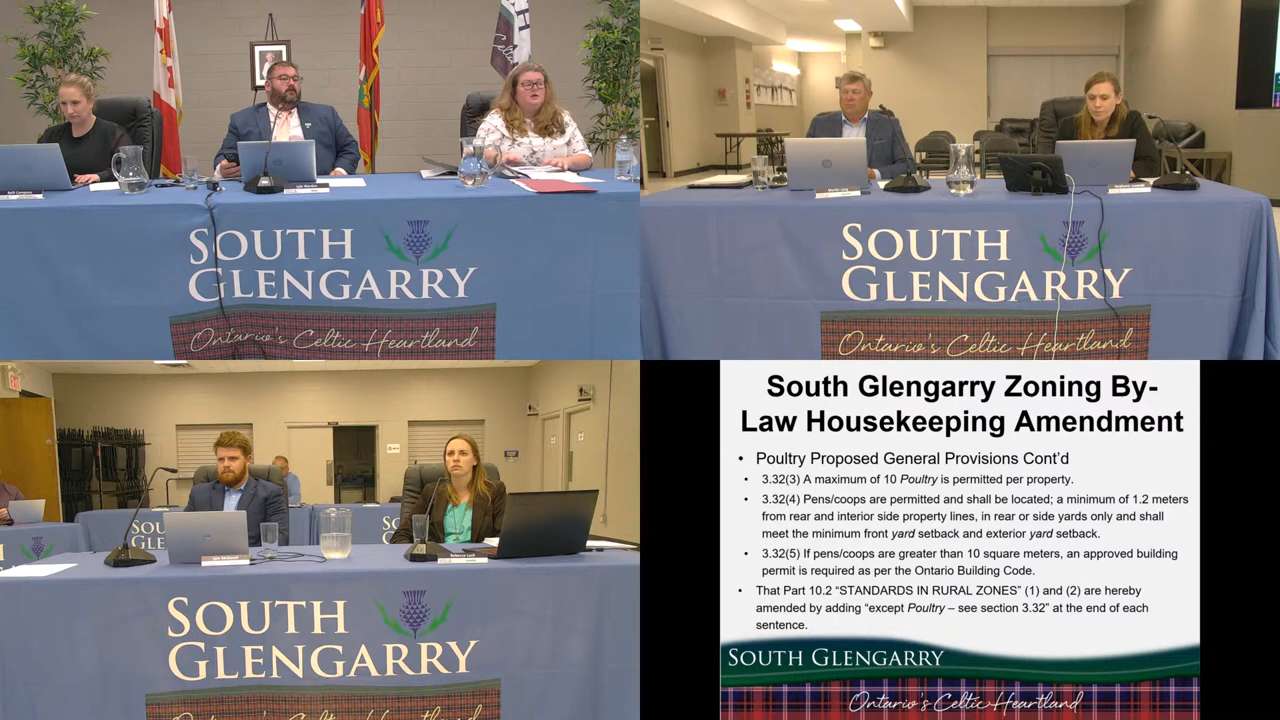 SOUTH
GLENGARRY
Ontario's Celtic Heartland
SOUTH
GLENGARRY
Ontario's Celtic Heartland
EXIT
SOUTH
GLENGARRY
South Glengarry Zoning By-
Law Housekeeping Amendment
• Poultry Proposed General Provisions Cont'd
• 3.32(3) A maximum of 10 Poultry is permitted per property.
• 3.32(4) Pens/coops are permitted and shall be located; a minimum of 1.2 meters
from rear and interior side property lines, in rear or side yards only and shall
meet the minimum front yard setback and exterior yard setback.
• 3.32(5) If pens/coops are greater than 10 square meters, an approved building
permit is required as per the Ontario Building Code.
• That Part 10.2 “STANDARDS IN RURAL ZONES” (1) and (2) are hereby
amended by adding “except Poultry – see section 3.32” at the end of each
sentence.
SOUTH GLENGARRY
Ontario's Celtic Heartland